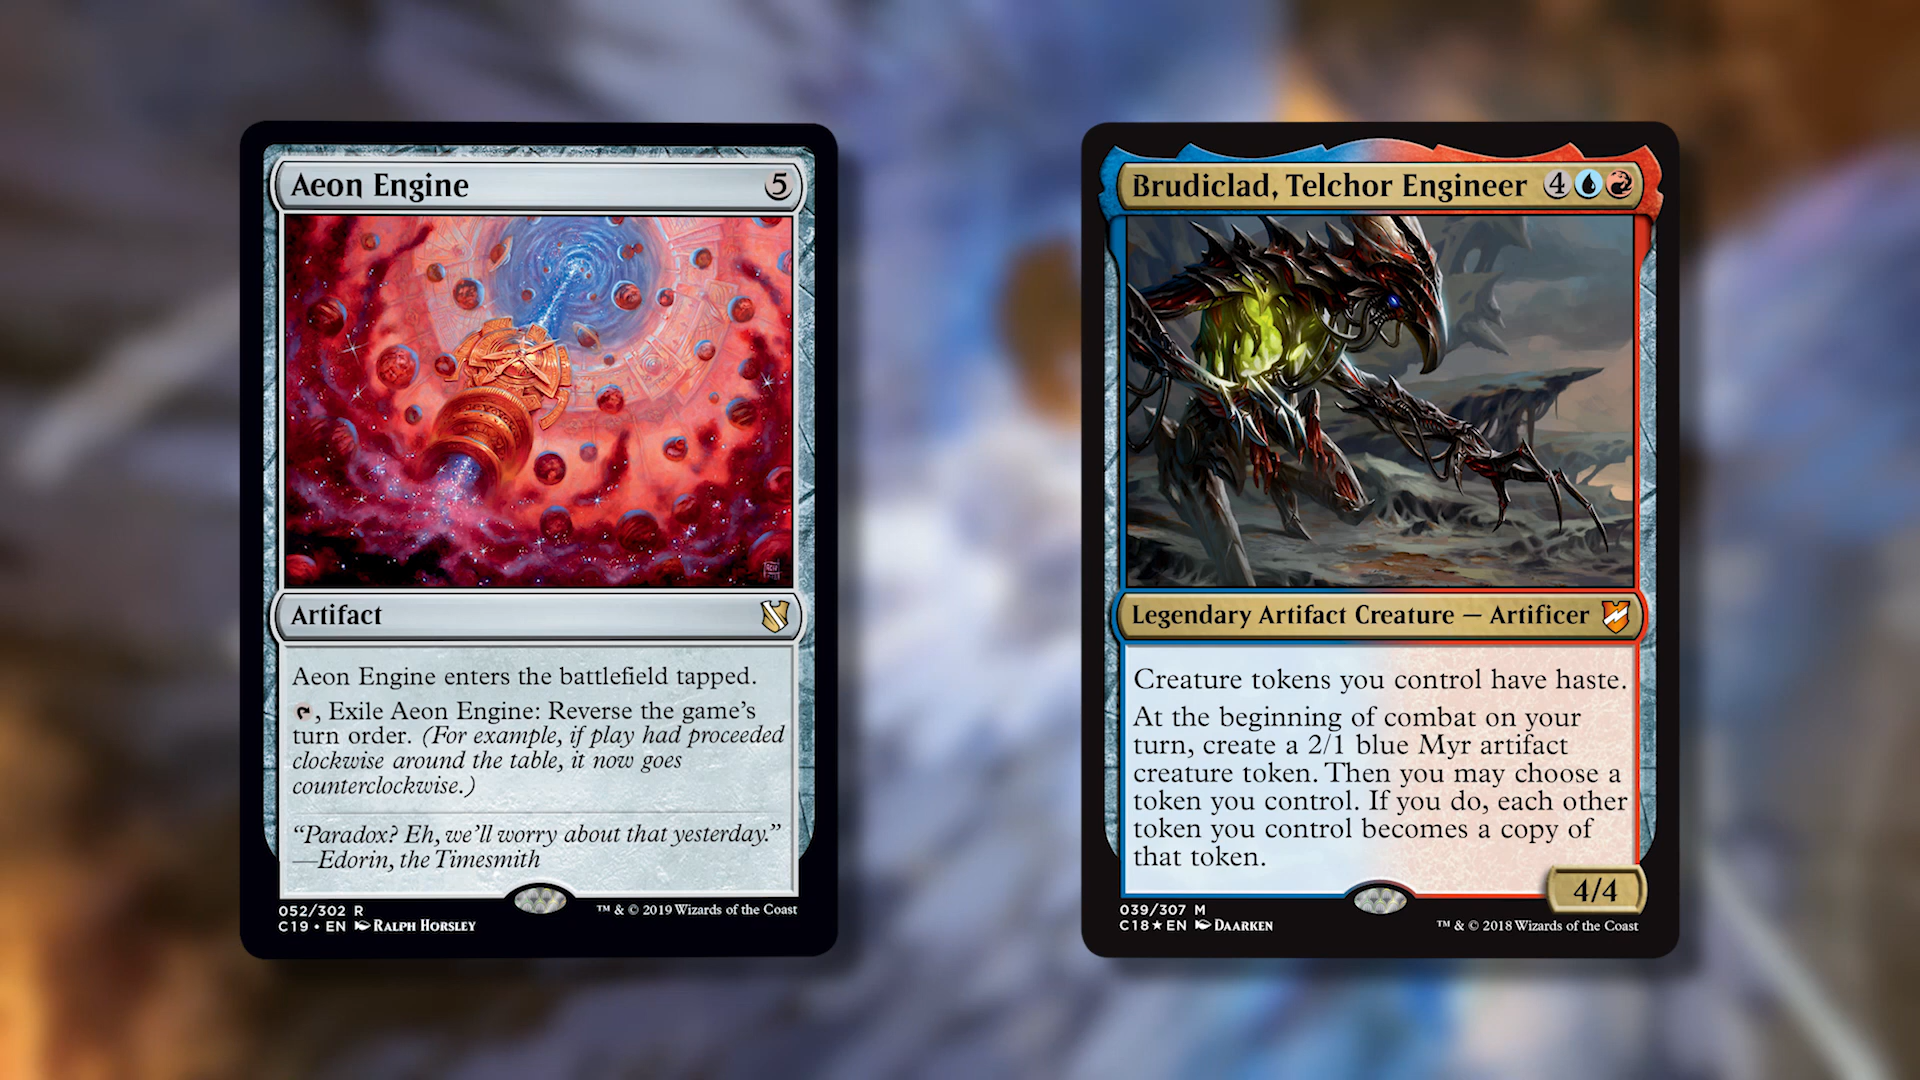 Aeon Engine 5
Artifact
Aeon Engine enters the battlefield tapped.
, Exile Aeon Engine: Reverse the game's
turn order. (For example, if play had proceeded
clockwise around the table, it now goes
counterclockwise.)
"Paradox? Eh, we'll worry about that yesterday."
—Edorin, the Timesmith
052/302 R
C19 • EN RALPH HORSLEY
™ & © 2019 Wizards of the Coast
Brudiclad, Telchor Engineer 4
Legendary Artifact Creature — Artificer
Creature tokens you control have haste.
At the beginning of combat on your
turn, create a 2/1 blue Myr artifact
creature token. Then you may choose a
token you control. If you do, each other
token you control becomes a copy of
that token.
4/4
039/307 M
C18★EN DAARKEN
™ & © 2018 Wizards of the Coast